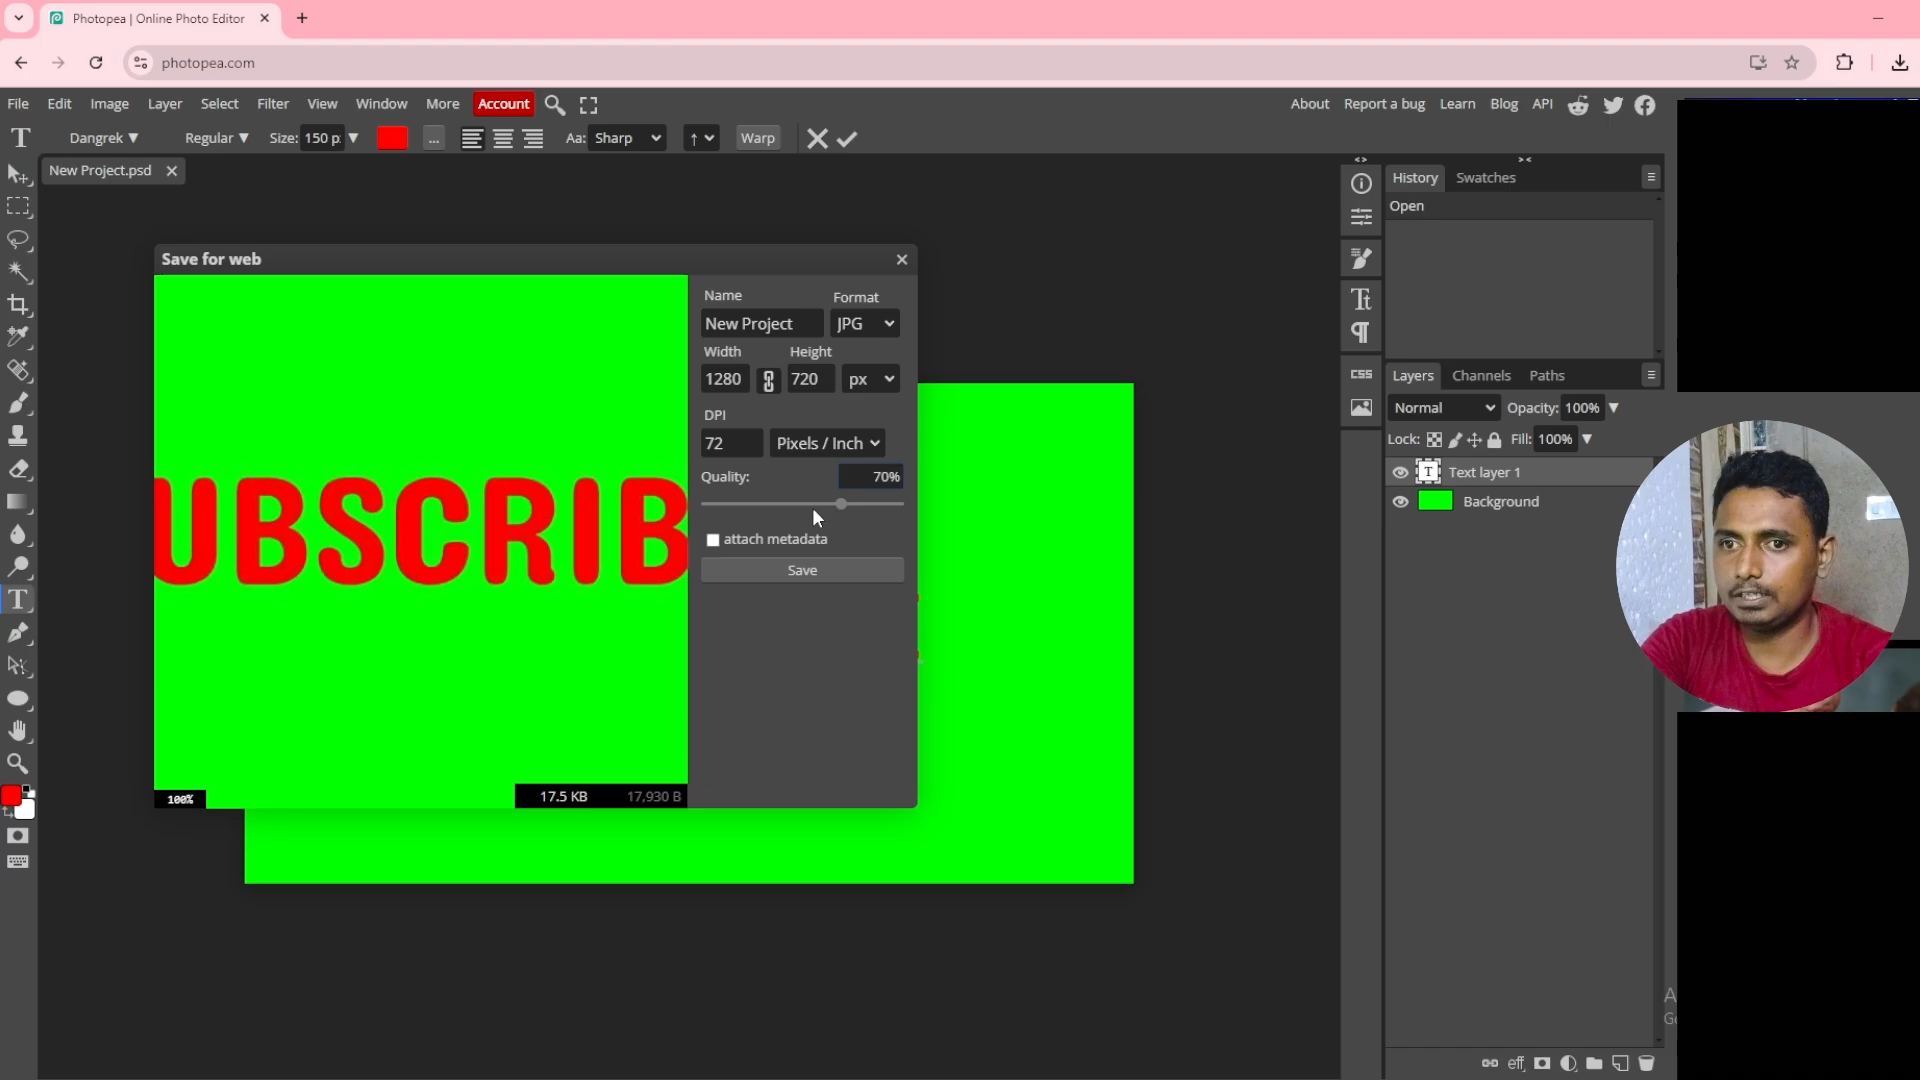 Photopea | Online Photo Editor
photopea.com
File Edit Image Layer Select Filter View Window More Account
About Report a bug Learn Blog API
T Dangrek Regular Size: 150 p: ... Aa: Sharp Warp
New Project.psd
Save for web
Name Format
New Project JPG
Width Height
1280 720 px
DPI
72 Pixels / Inch
Quality: 70%
attach metadata
Save
UBSCRIB
100% 17.5 KB 17,930 B
History Swatches
Open
CSS
Layers Channels Paths
Normal Opacity: 100%
Lock: Fill: 100%
T Text layer 1
Background
eff